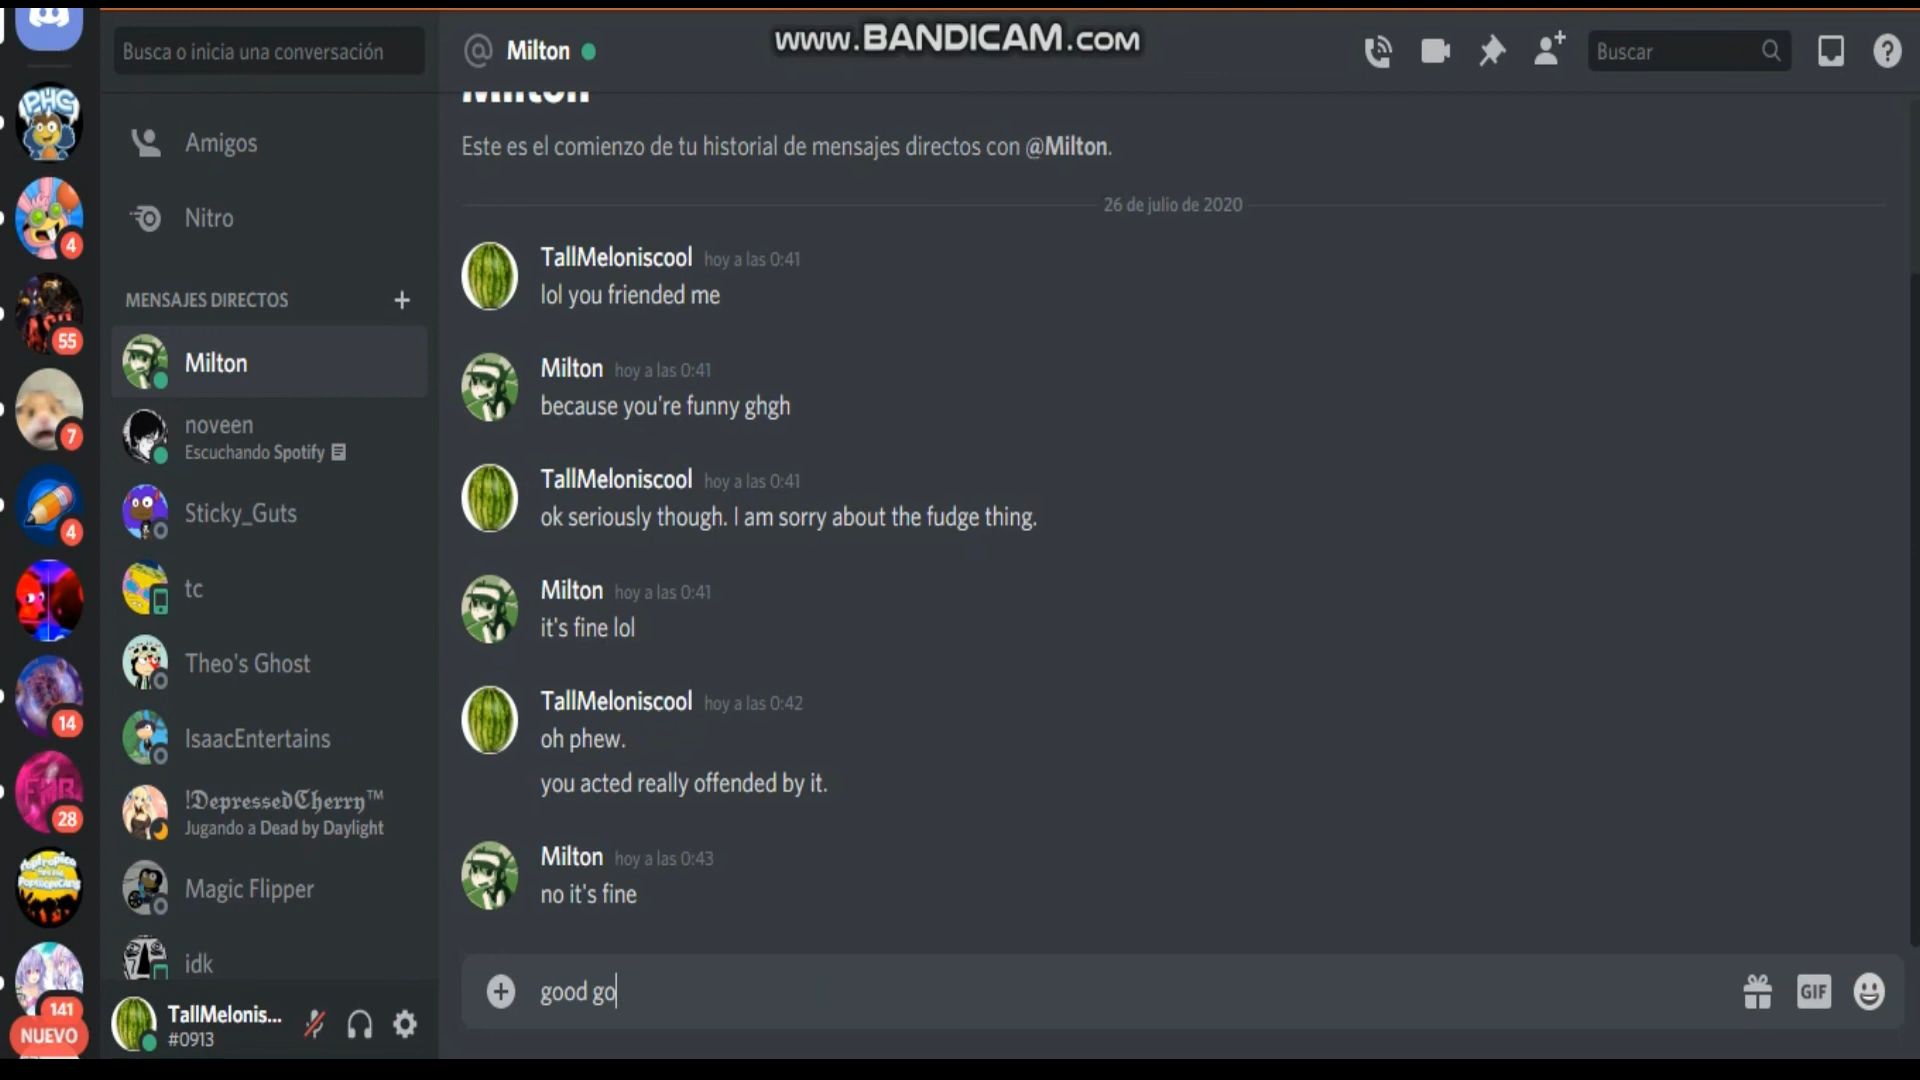 Busca o inicia una conversación
Milton
www.BANDICAM.com
Buscar
Milton
Este es el comienzo de tu historial de mensajes directos con @Milton.
26 de julio de 2020
Amigos
Nitro
MENSAJES DIRECTOS
Milton
noveen
Escuchando Spotify
Sticky_Guts
tc
Theo's Ghost
IsaacEntertains
!𝕯𝖊𝖕𝖗𝖊𝖘𝖘𝖊𝖉𝕮𝖍𝖊𝖗𝖗𝖞™
Jugando a Dead by Daylight
Magic Flipper
idk
TallMelonis...
#0913
TallMeloniscool hoy a las 0:41
lol you friended me
Milton hoy a las 0:41
because you're funny ghgh
TallMeloniscool hoy a las 0:41
ok seriously though. I am sorry about the fudge thing.
Milton hoy a las 0:41
it's fine lol
TallMeloniscool hoy a las 0:42
oh phew.
you acted really offended by it.
Milton hoy a las 0:43
no it's fine
good go
GIF
PHG
4
55
7
4
14
FMB
28
141
NUEVO